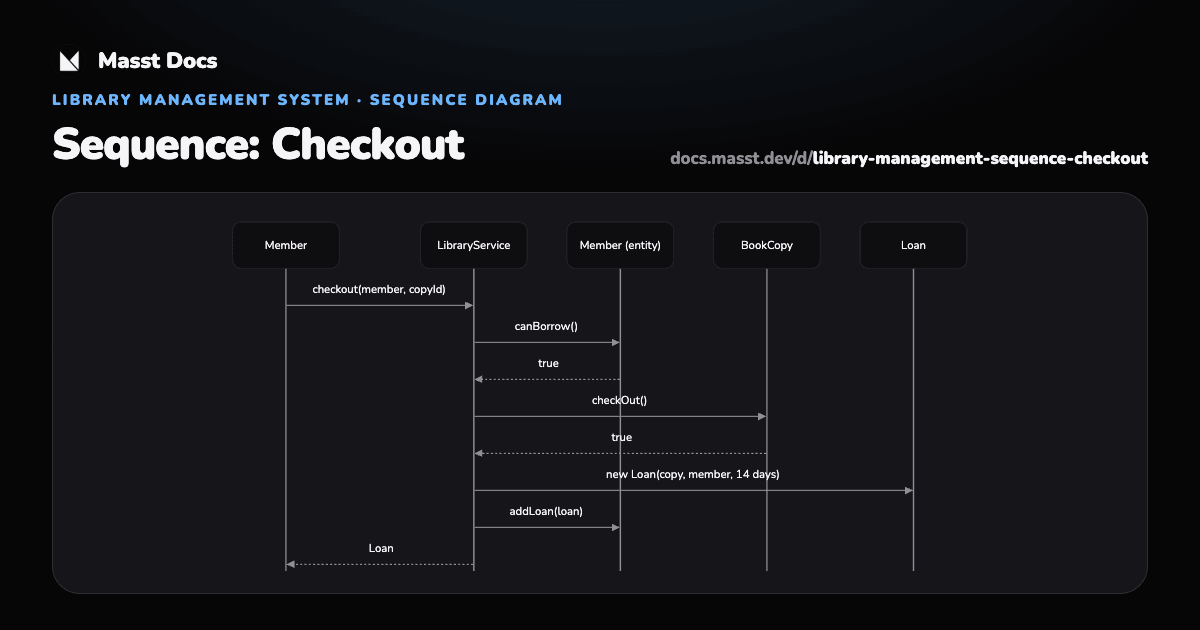 Masst Docs
LIBRARY MANAGEMENT SYSTEM · SEQUENCE DIAGRAM
Sequence: Checkout
docs.masst.dev/d/library-management-sequence-checkout
Member
LibraryService
Member (entity)
BookCopy
Loan
checkout(member, copyId)
canBorrow()
true
checkOut()
true
new Loan(copy, member, 14 days)
addLoan(loan)
Loan